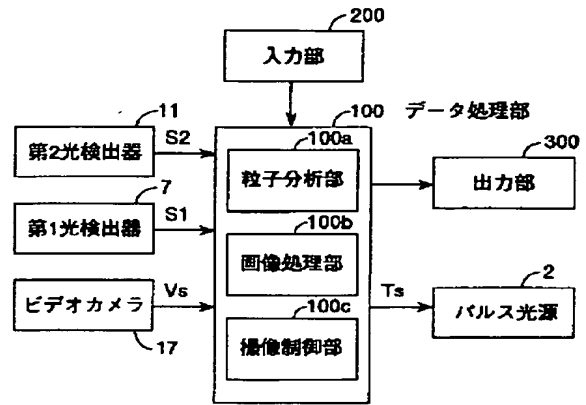 200
入力部
100 データ処理部
11
第2光検出器
S2
100a
粒子分析部
300
出力部
7
第1光検出器
S1
100b
画像処理部
ビデオカメラ
Vs
17
100c
撮像制御部
Ts
2
パルス光源